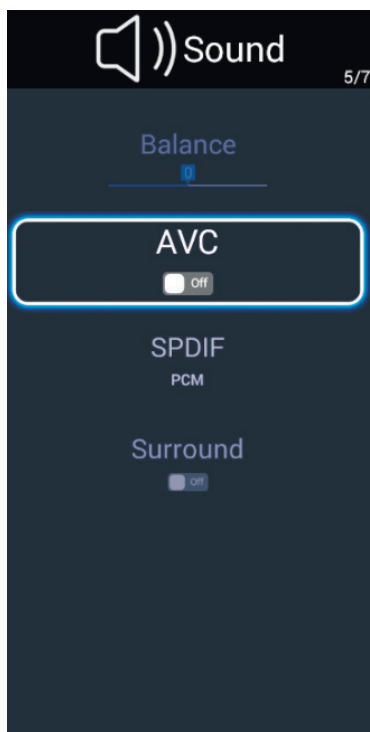 Sound
5/7
Balance
0
AVC
Off
SPDIF
PCM
Surround
Off